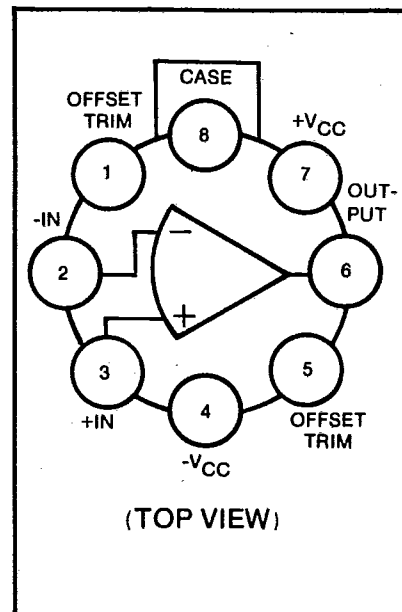 CASE
OFFSET
TRIM
8
+VCC
1
7
OUT-
PUT
-IN
−
2
6
+
3
5
+IN
4
OFFSET
TRIM
-VCC
(TOP VIEW)